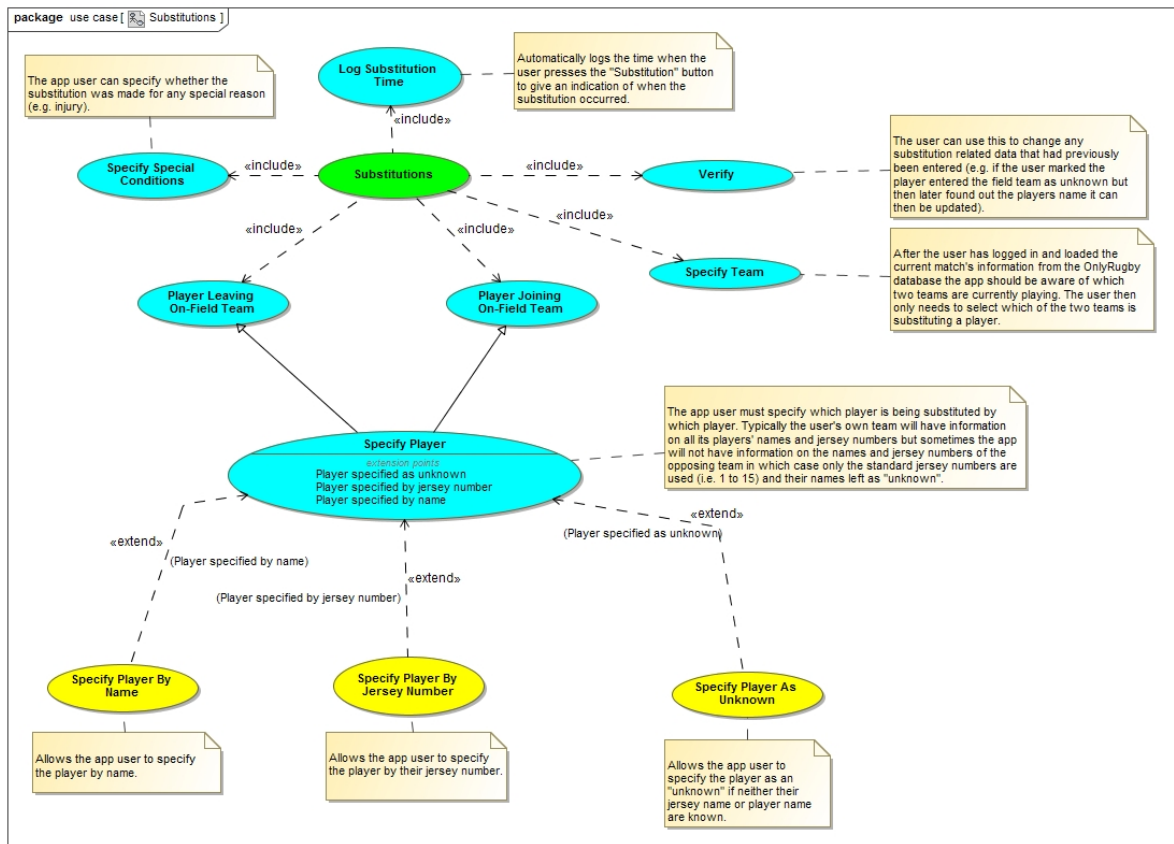 package use case [ Substitutions ]
Log Substitution
Time
Automatically logs the time when the
user presses the "Substitution" button
to give an indication of when the
substitution occurred.
The app user can specify whether the
substitution was made for any special reason
(e.g. injury).
«include»
Specify Special
Conditions
«include»
Substitutions
«include»
Verify
The user can use this to change any
substitution related data that had previously
been entered (e.g. if the user marked the
player entered the field team as unknown but
then later found out the players name it can
then be updated).
«include»
«include»
«include»
Specify Team
After the user has logged in and loaded the
current match's information from the OnlyRugby
database the app should be aware of which
two teams are currently playing. The user then
only needs to select which of the two teams is
substituting a player.
Player Leaving
On-Field Team
Player Joining
On-Field Team
Specify Player
extension points
Player specified as unknown
Player specified by jersey number
Player specified by name
The app user must specify which player is being substituted by
which player. Typically the user's own team will have information
on all its players' names and jersey numbers but sometimes the app
will not have information on the names and jersey numbers of the
opposing team in which case only the standard jersey numbers are
used (i.e. 1 to 15) and their names left as "unknown".
«extend»
(Player specified by name)
«extend»
(Player specified by jersey number)
«extend»
(Player specified as unknown)
Specify Player By
Name
Specify Player By
Jersey Number
Specify Player As
Unknown
Allows the app user to specify
the player by name.
Allows the app user to specify
the player by their jersey number.
Allows the app user to
specify the player as an
"unknown" if neither their
jersey name or player name
are known.